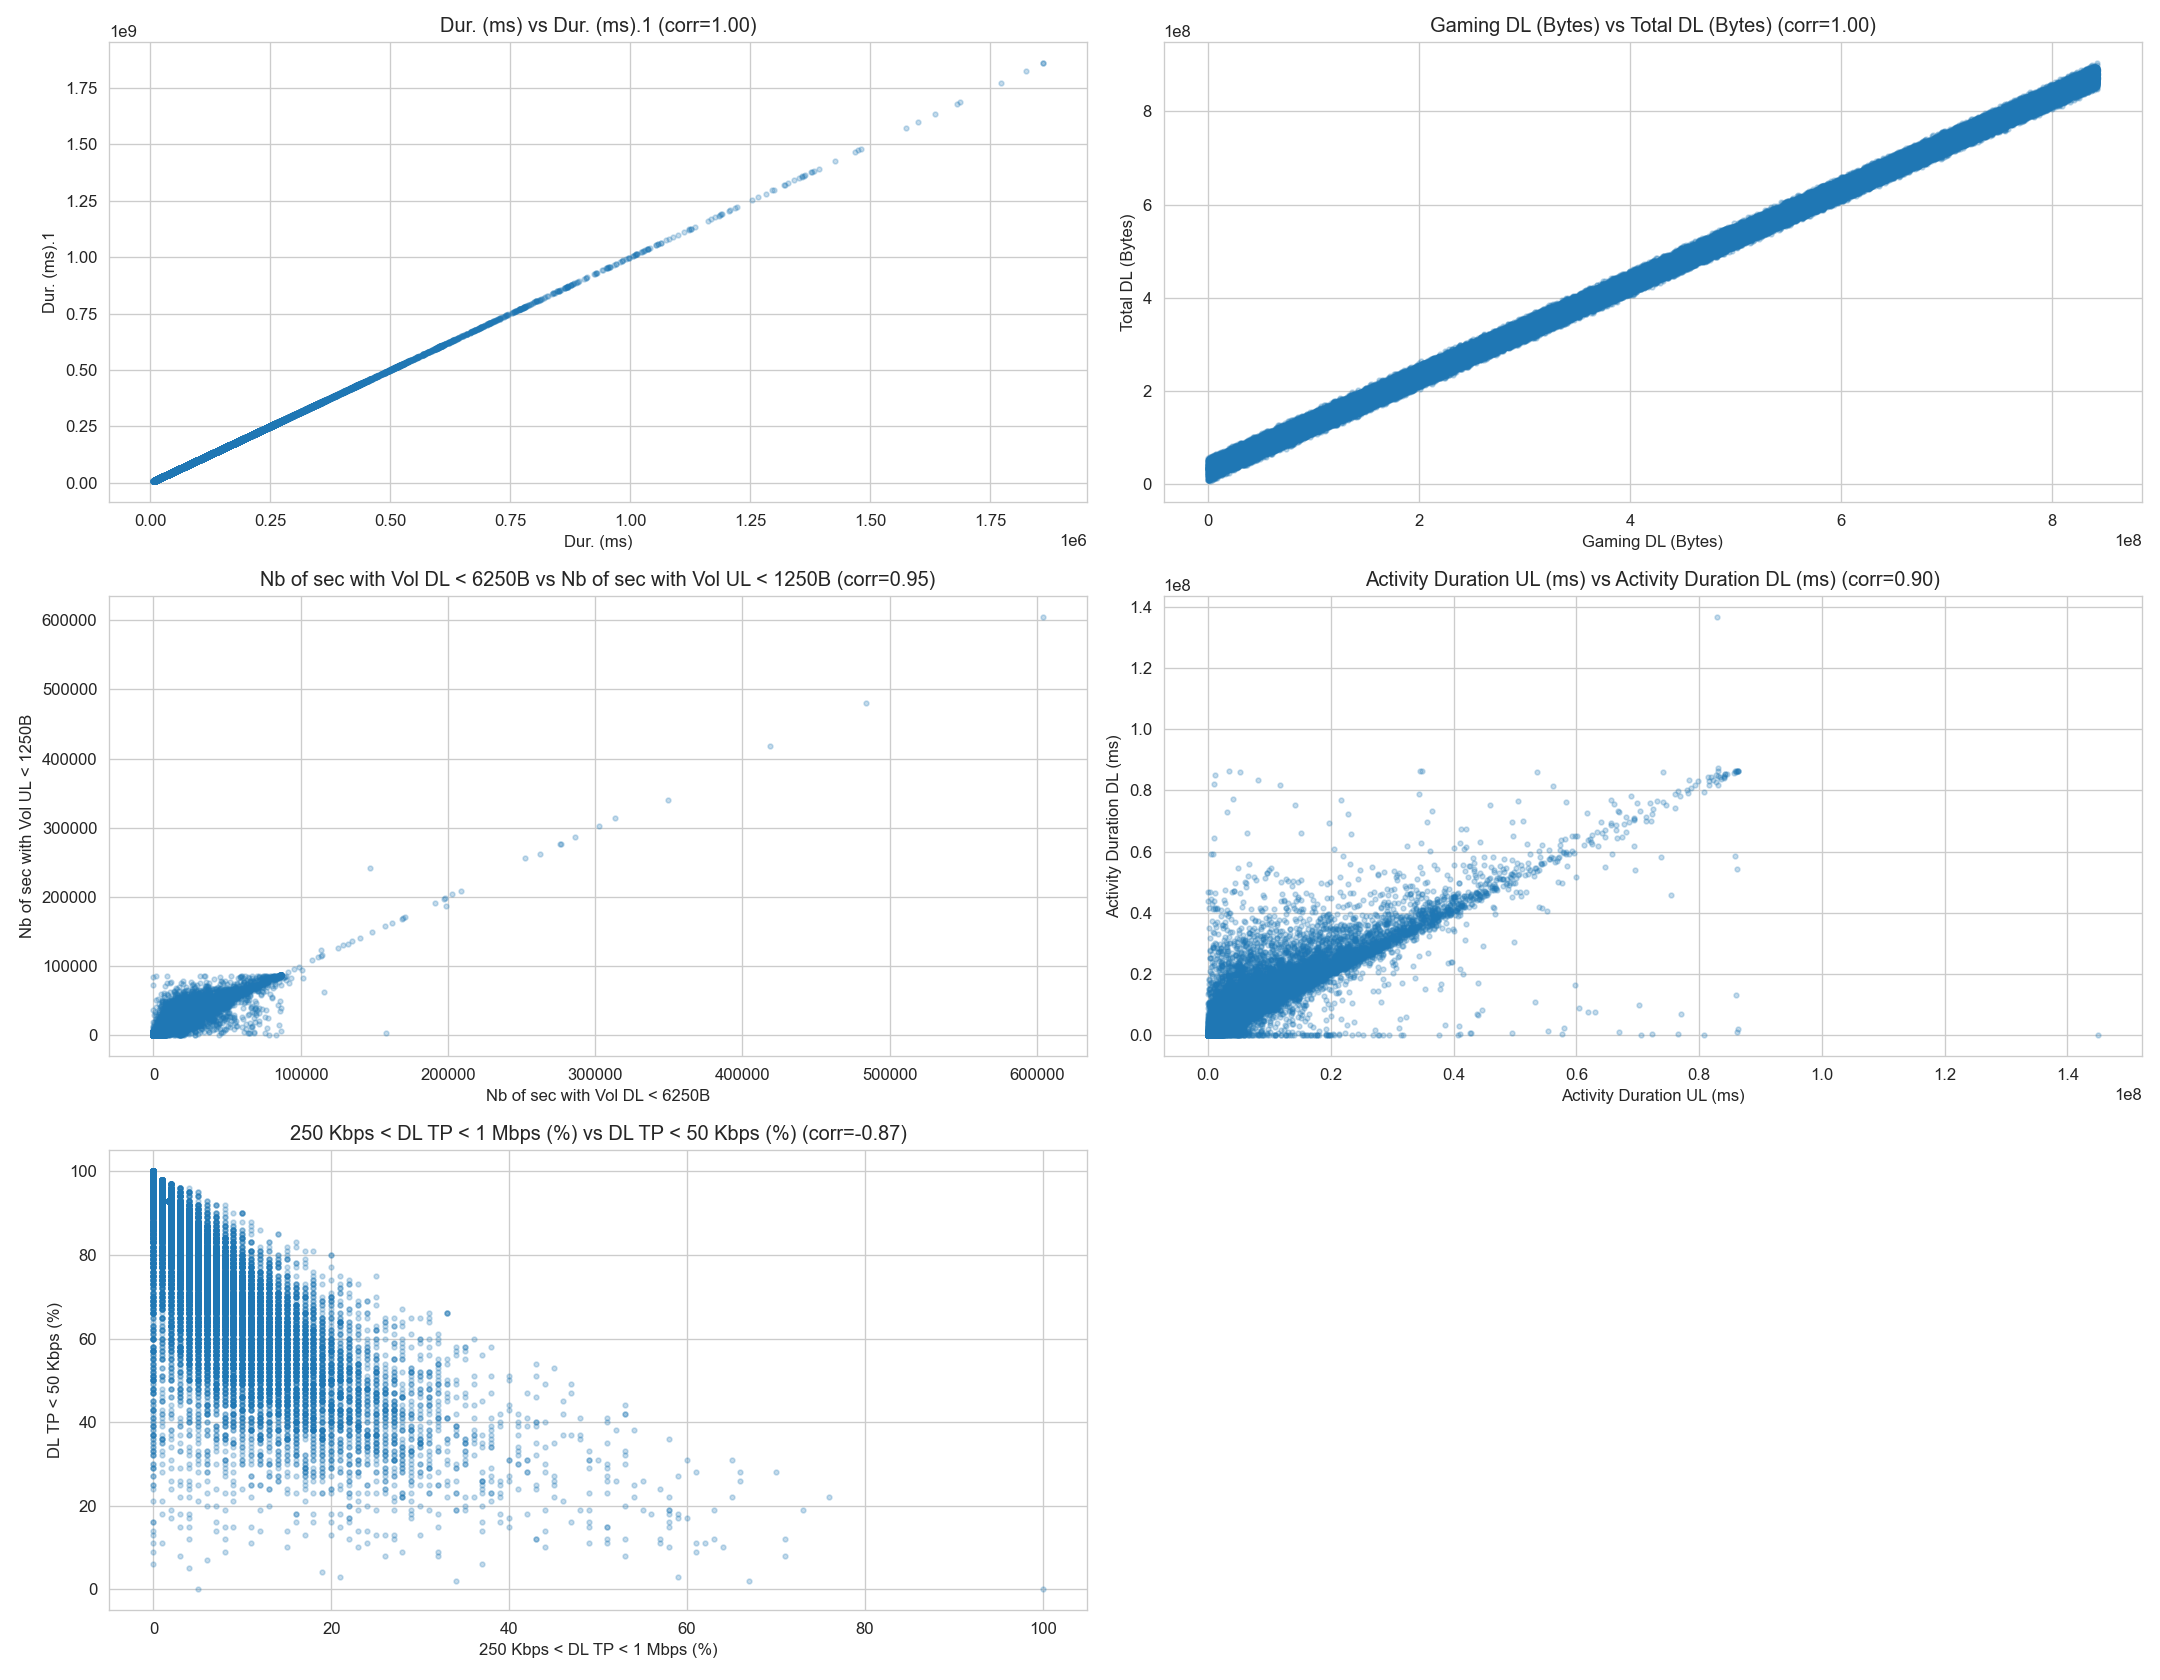 Dur. (ms) vs Dur. (ms).1 (corr=1.00)
1e9
1.75
1.50
1.25
1.00
0.75
0.50
0.25
0.00
Dur. (ms).1
0.00 0.25 0.50 0.75 1.00 1.25 1.50 1.75
1e6
Dur. (ms)
Gaming DL (Bytes) vs Total DL (Bytes) (corr=1.00)
1e8
8
6
4
2
0
Total DL (Bytes)
0 2 4 6 8
1e8
Gaming DL (Bytes)
Nb of sec with Vol DL < 6250B vs Nb of sec with Vol UL < 1250B (corr=0.95)
600000
500000
400000
300000
200000
100000
0
Nb of sec with Vol UL < 1250B
0 100000 200000 300000 400000 500000 600000
Nb of sec with Vol DL < 6250B
Activity Duration UL (ms) vs Activity Duration DL (ms) (corr=0.90)
1e8
1.4
1.2
1.0
0.8
0.6
0.4
0.2
0.0
Activity Duration DL (ms)
0.0 0.2 0.4 0.6 0.8 1.0 1.2 1.4
1e8
Activity Duration UL (ms)
250 Kbps < DL TP < 1 Mbps (%) vs DL TP < 50 Kbps (%) (corr=-0.87)
100
80
60
40
20
0
DL TP < 50 Kbps (%)
0 20 40 60 80 100
250 Kbps < DL TP < 1 Mbps (%)